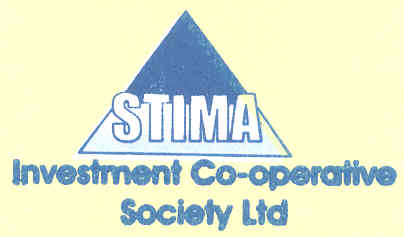 STIMA
Investment Co-operative
Society Ltd